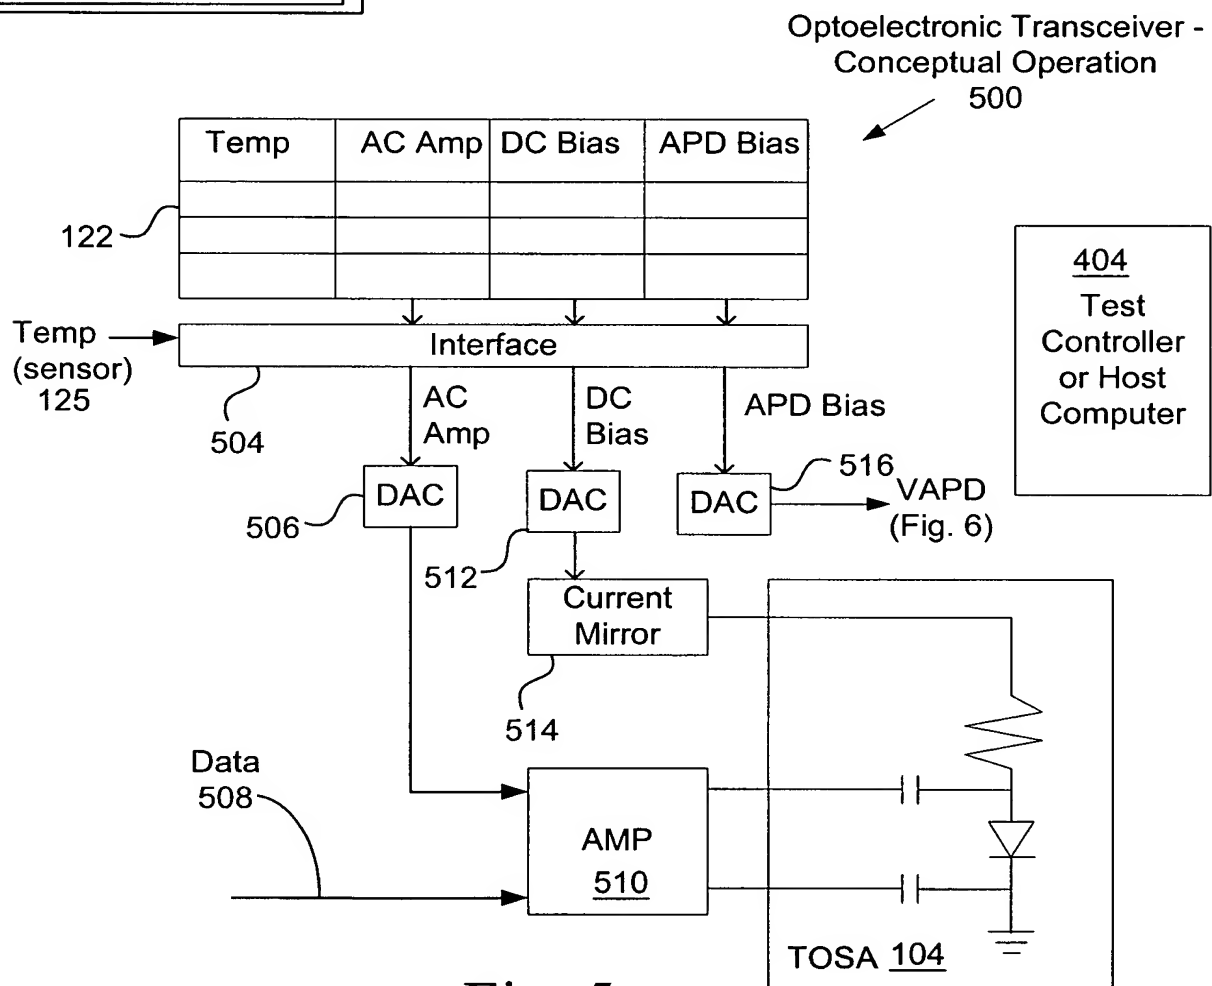 Optoelectronic Transceiver -
Conceptual Operation
500
Temp AC Amp DC Bias APD Bias
122
404
Test
Controller
or Host
Computer
Temp
(sensor)
125
Interface
504
AC
Amp
DC
Bias
APD Bias
DAC
506
DAC
512
DAC
516
VAPD
(Fig. 6)
Current
Mirror
514
Data
508
AMP
510
TOSA 104